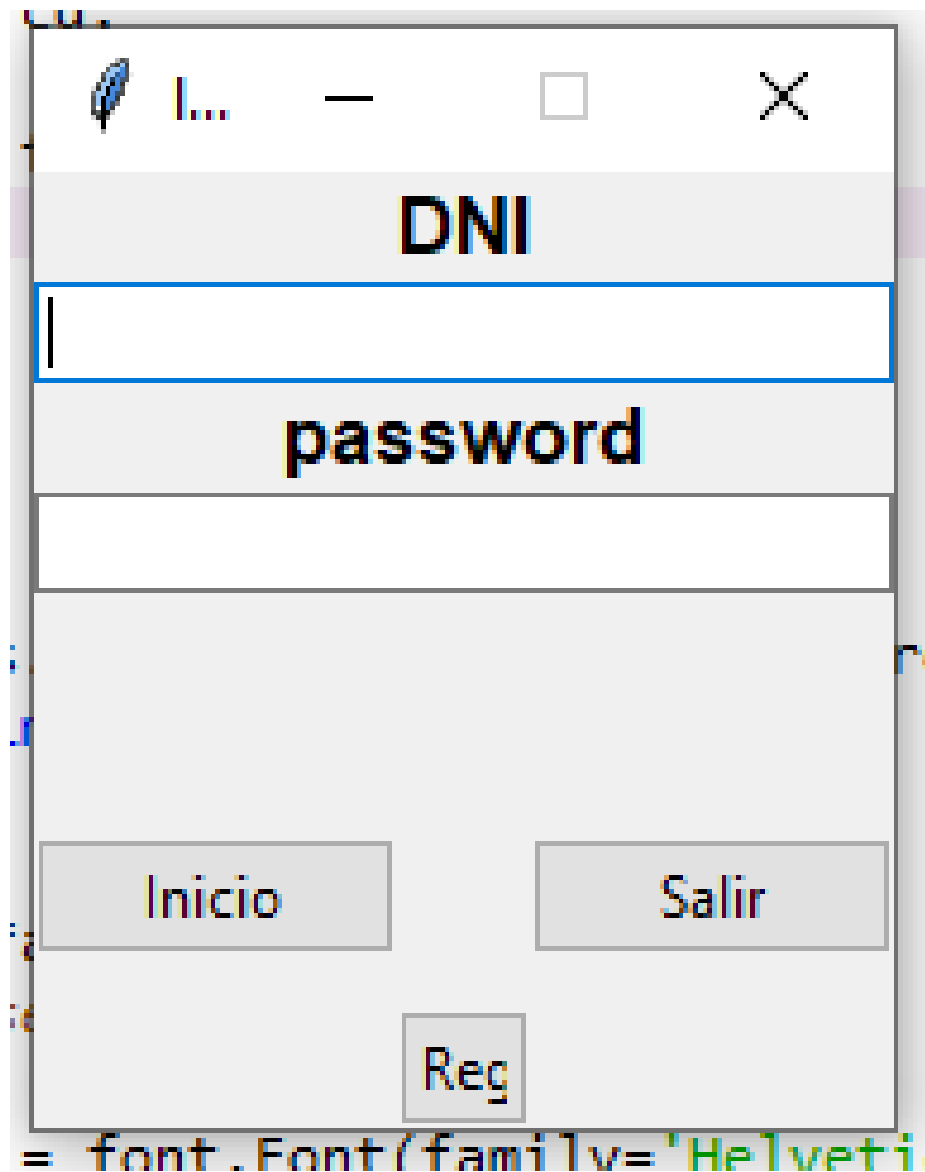 I...
DNI
password
Inicio
Salir
Reg
= font.Font(family='Helveti